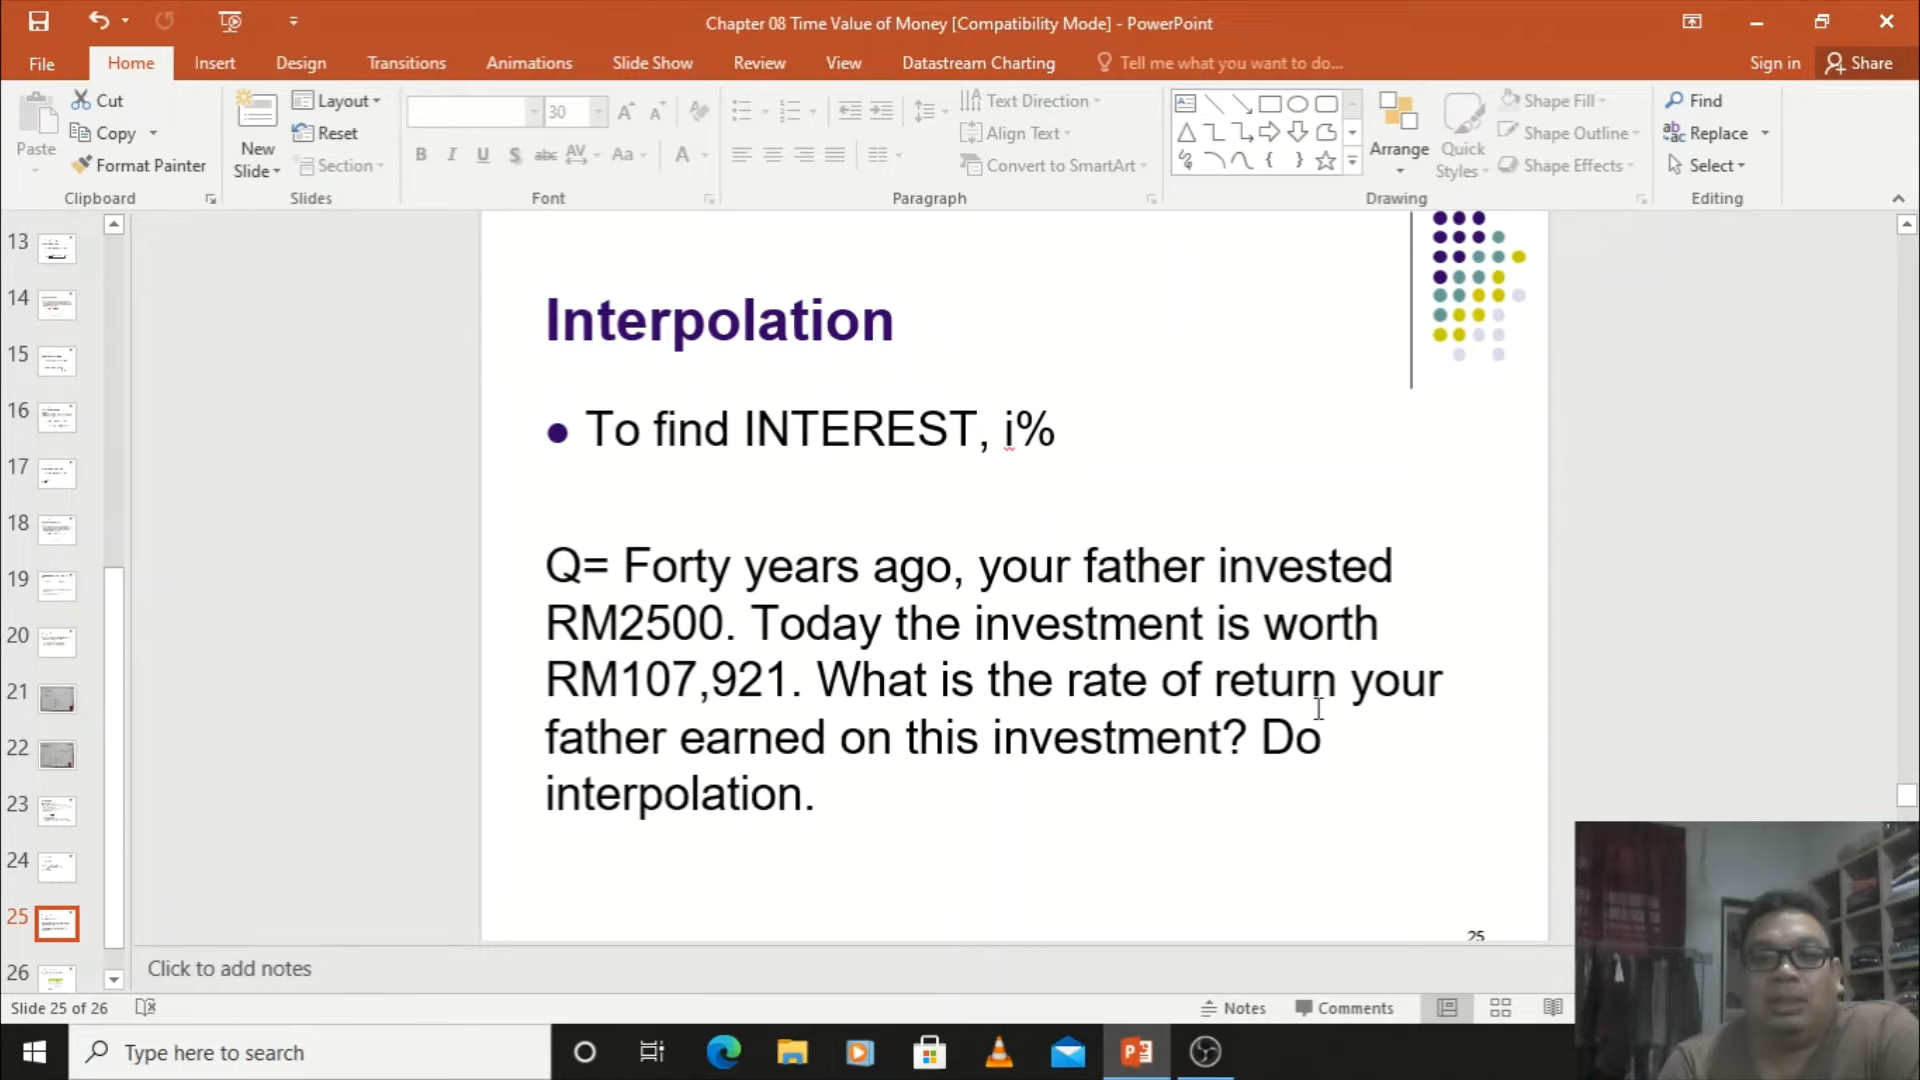 Chapter 08 Time Value of Money [Compatibility Mode] - PowerPoint
File Home Insert Design Transitions Animations Slide Show Review View Datastream Charting Tell me what you want to do... Sign in Share
Paste
Cut
Copy
Format Painter
Clipboard
New
Slide
Layout
Reset
Section
Slides
30
B I U S abc AV Aa A
Font
Text Direction
Align Text
Convert to SmartArt
Paragraph
Arrange
Quick
Styles
Shape Fill
Shape Outline
Shape Effects
Drawing
Find
Replace
Select
Editing
13
14
15
16
17
18
19
20
21
22
23
24
25
26
Interpolation
● To find INTEREST, i%
Q= Forty years ago, your father invested
RM2500. Today the investment is worth
RM107,921. What is the rate of return your
father earned on this investment? Do
interpolation.
25
Click to add notes
Slide 25 of 26
Notes Comments
Type here to search